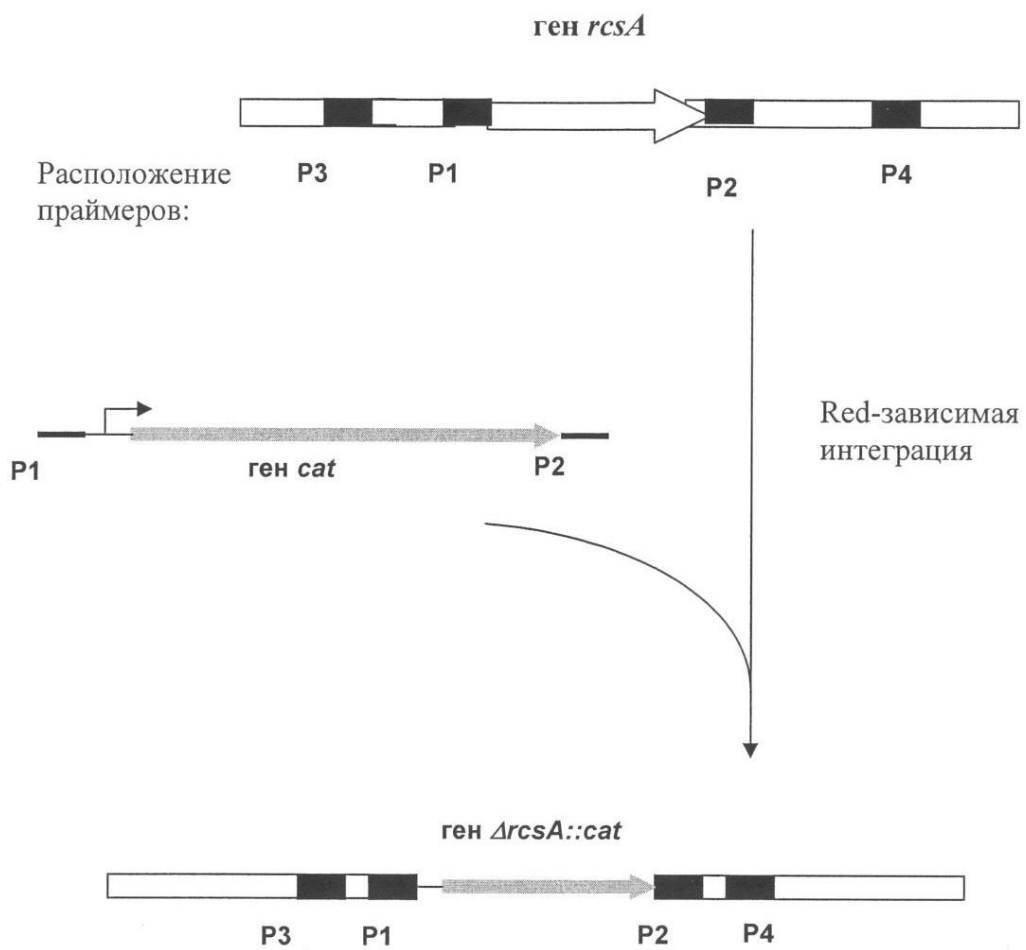 ген rcsA
P3 P1 P2 P4
Расположение
праймеров:
Red-зависимая
интеграция
P1 ген cat P2
ген ΔrcsA::cat
P3 P1 P2 P4